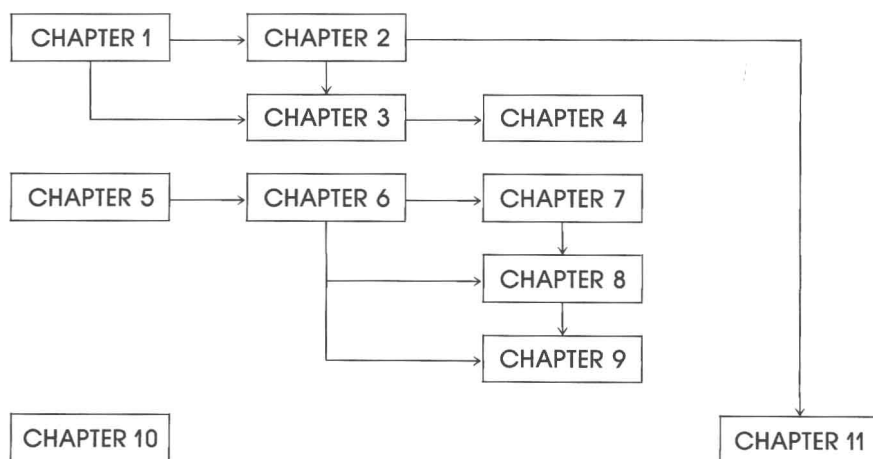 CHAPTER 1
CHAPTER 2
CHAPTER 3
CHAPTER 4
CHAPTER 5
CHAPTER 6
CHAPTER 7
CHAPTER 8
CHAPTER 9
CHAPTER 10
CHAPTER 11